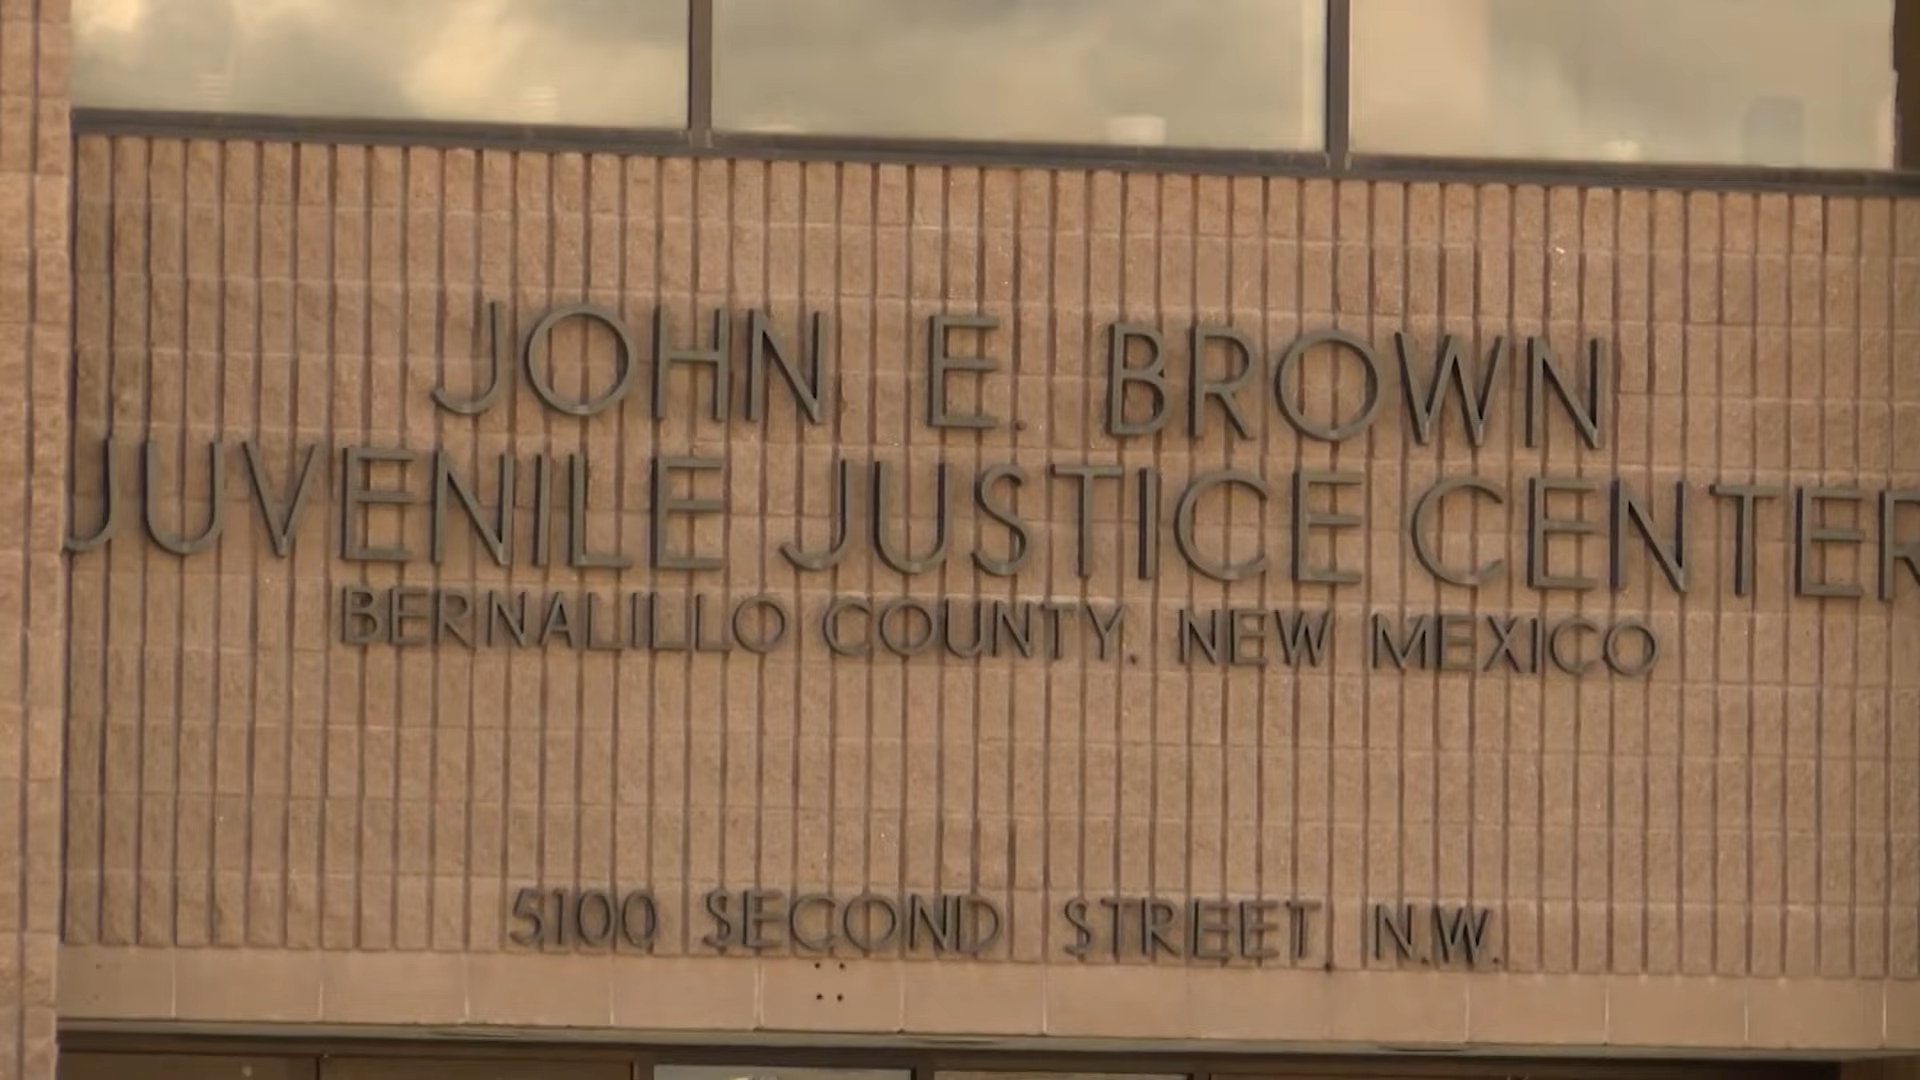 JOHN E. BROWN
JUVENILE JUSTICE CENTER
BERNALILLO COUNTY, NEW MEXICO
5100 SECOND STREET, N.W.